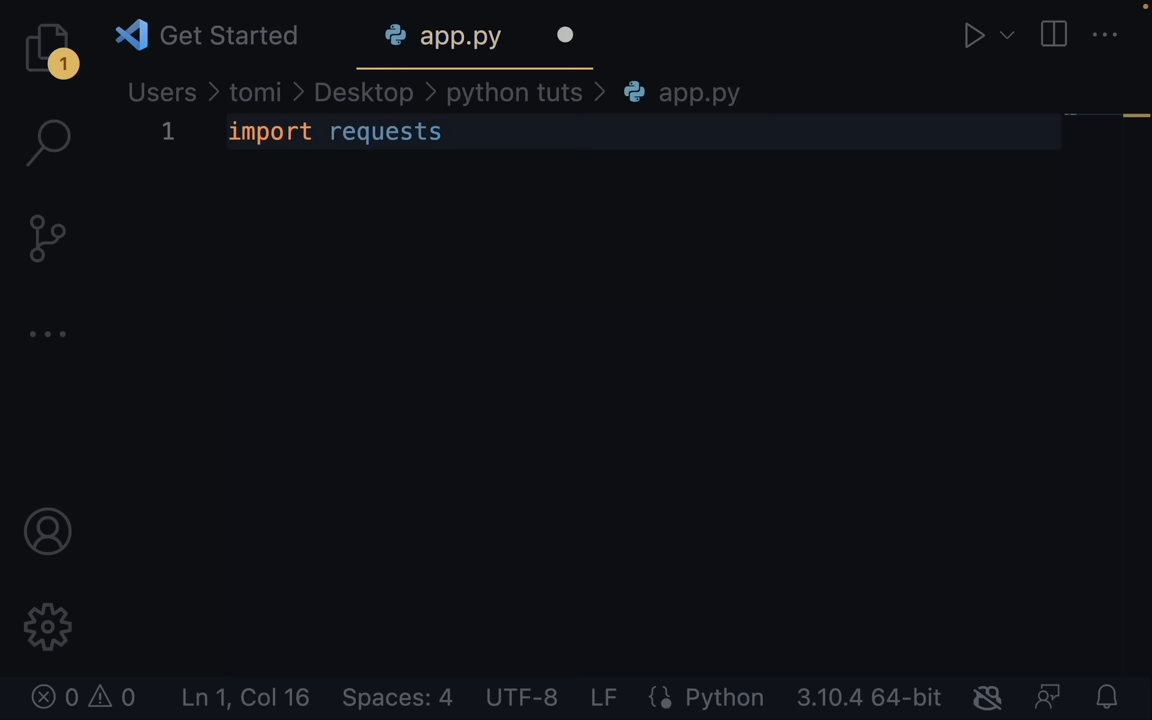 Get Started app.py
1
Users > tomi > Desktop > python tuts > app.py
1 import requests
0 0 Ln 1, Col 16 Spaces: 4 UTF-8 LF {} Python 3.10.4 64-bit